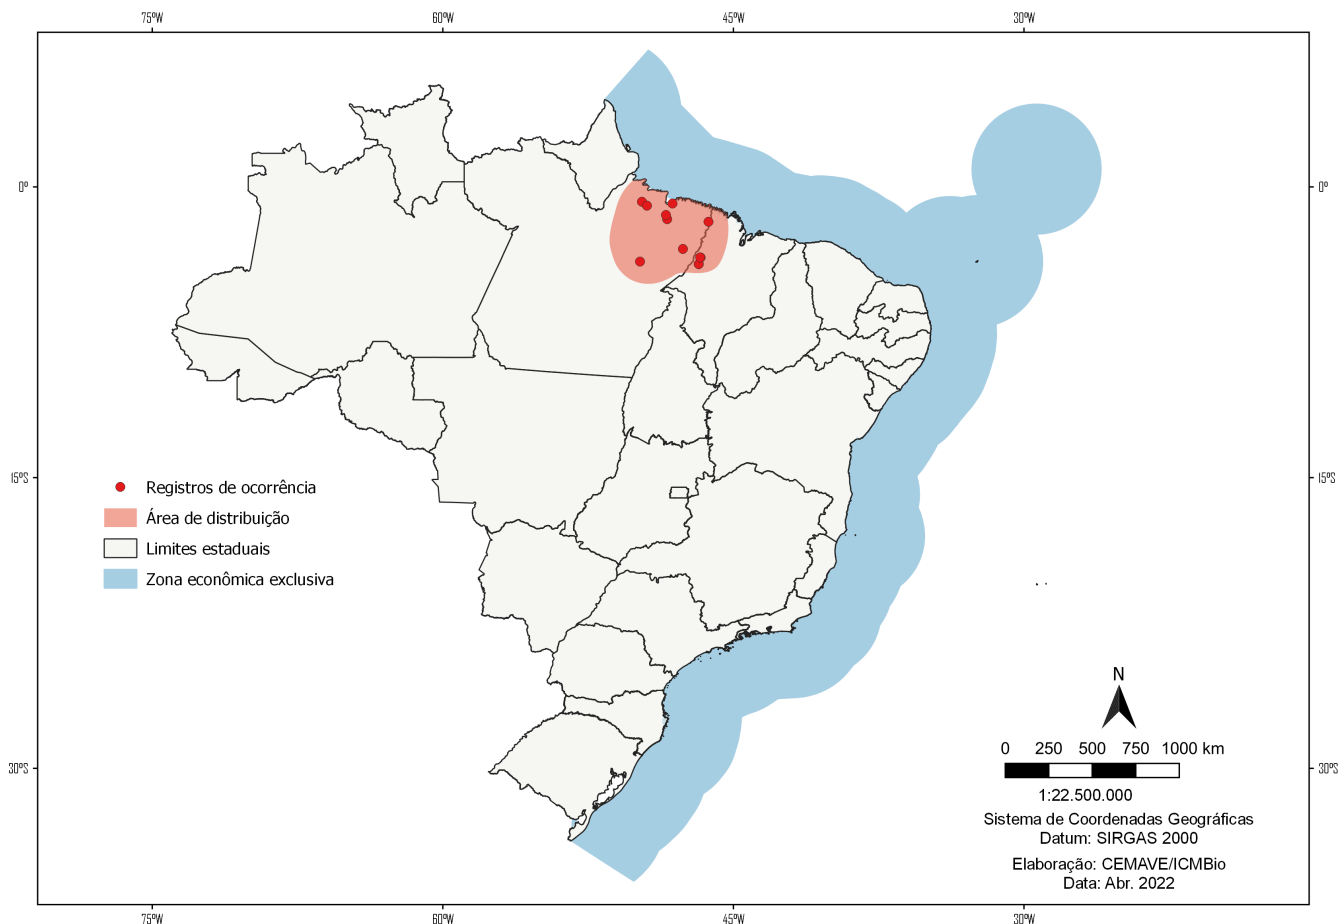 75°W 60°W 45°W 30°W
0° 0°
15°S 15°S
30°S 30°S
Registros de ocorrência
Área de distribuição
Limites estaduais
Zona econômica exclusiva
N
0 250 500 750 1000 km
1:22.500.000
Sistema de Coordenadas Geográficas
Datum: SIRGAS 2000
Elaboração: CEMAVE/ICMBio
Data: Abr. 2022
75°W 60°W 45°W 30°W